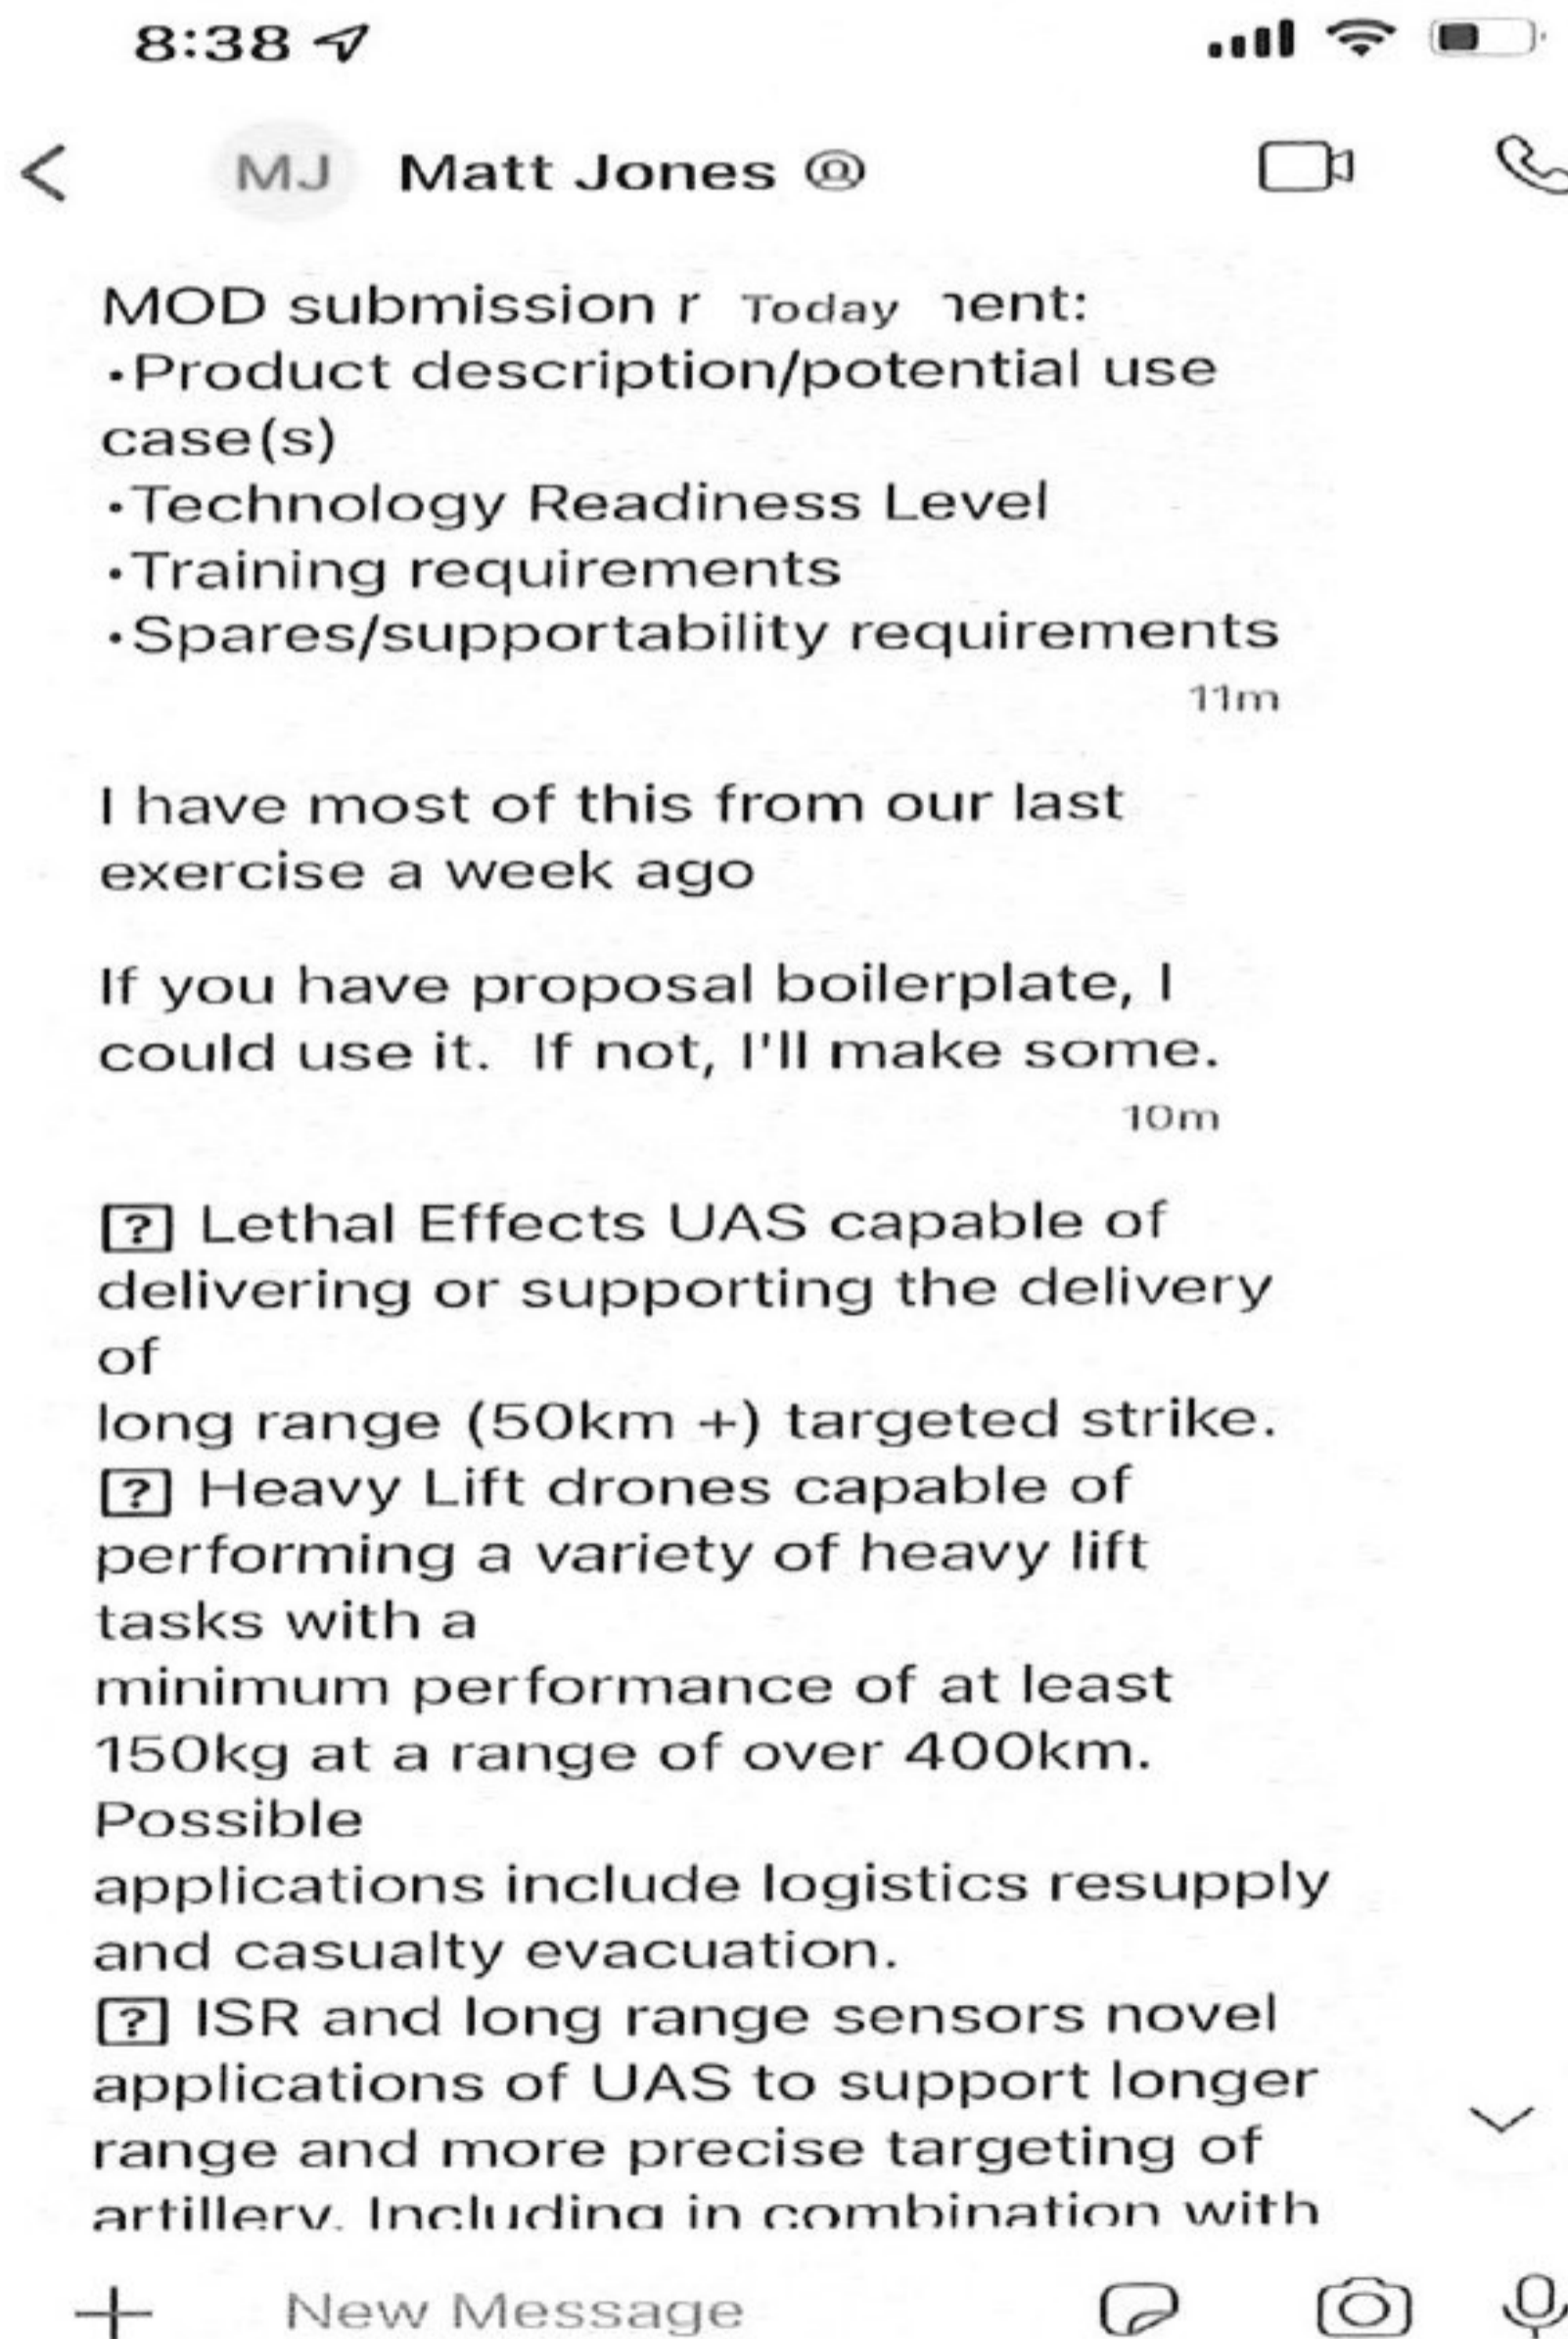 8:38
MJ Matt Jones
MOD submission r Today nent:
•Product description/potential use
case(s)
•Technology Readiness Level
•Training requirements
•Spares/supportability requirements
11m
I have most of this from our last
exercise a week ago
If you have proposal boilerplate, I
could use it. If not, I'll make some.
10m
[?] Lethal Effects UAS capable of
delivering or supporting the delivery
of
long range (50km +) targeted strike.
[?] Heavy Lift drones capable of
performing a variety of heavy lift
tasks with a
minimum performance of at least
150kg at a range of over 400km.
Possible
applications include logistics resupply
and casualty evacuation.
[?] ISR and long range sensors novel
applications of UAS to support longer
range and more precise targeting of
artillery. Including in combination with
New Message